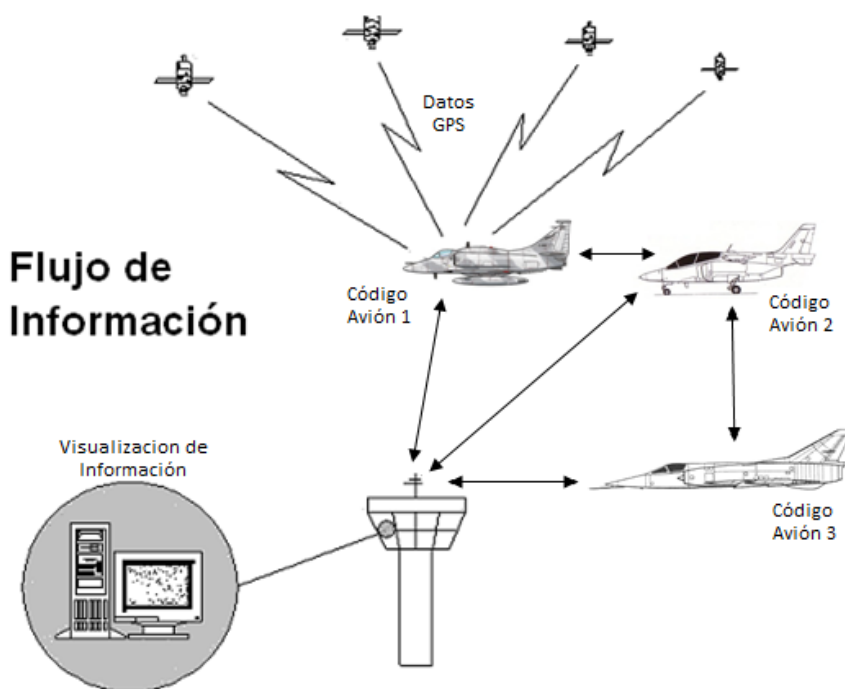 Datos
GPS
Flujo de
Información
Código
Avión 1
Código
Avión 2
Visualizacion de
Información
Código
Avión 3